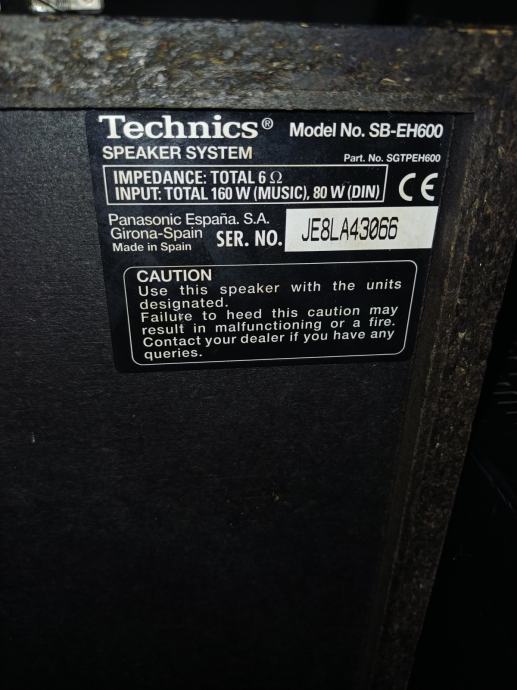 Technics® Model No. SB-EH600
SPEAKER SYSTEM Part. No. SGTPEH600
IMPEDANCE: TOTAL 6 Ω
INPUT: TOTAL 160 W (MUSIC), 80 W (DIN)
CE
Panasonic España. S.A.
Girona-Spain
Made in Spain
SER. NO. JE8LA43066
CAUTION
Use this speaker with the units
designated.
Failure to heed this caution may
result in malfunctioning or a fire.
Contact your dealer if you have any
queries.